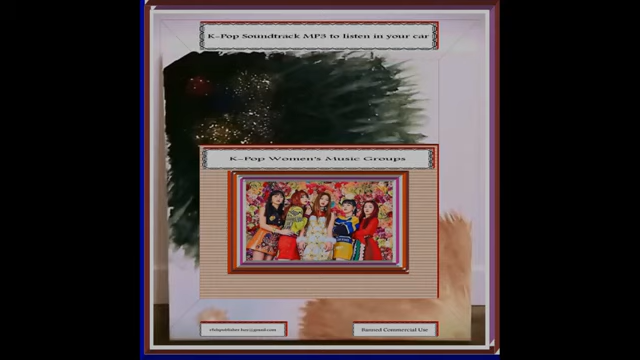 K-Pop Soundtrack MP3 to listen in your car
K-Pop Women's Music Groups
Banned Commercial Use